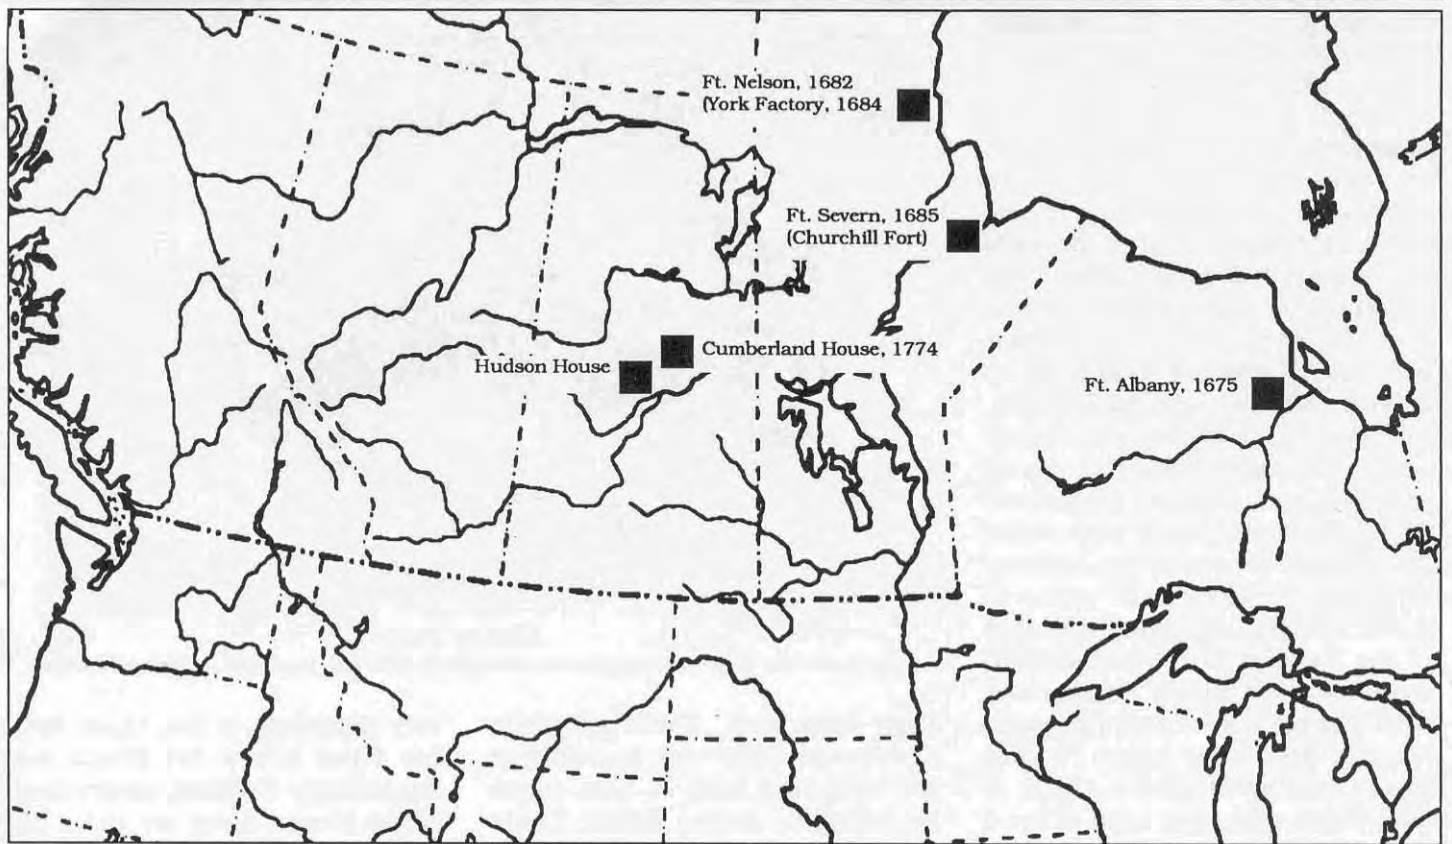 Ft. Nelson, 1682
(York Factory, 1684
Ft. Severn, 1685
(Churchill Fort)
Cumberland House, 1774
Hudson House
Ft. Albany, 1675